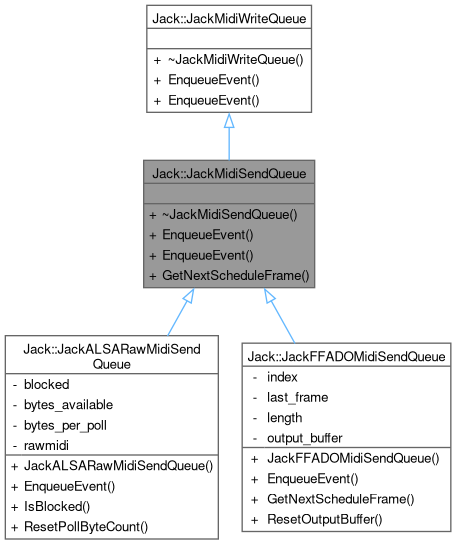 Jack::JackMidiWriteQueue
+ ~JackMidiWriteQueue()
+ EnqueueEvent()
+ EnqueueEvent()
Jack::JackMidiSendQueue
+ ~JackMidiSendQueue()
+ EnqueueEvent()
+ EnqueueEvent()
+ GetNextScheduleFrame()
Jack::JackALSARawMidiSend
Queue
- blocked
- bytes_available
- bytes_per_poll
- rawmidi
+ JackALSARawMidiSendQueue()
+ EnqueueEvent()
+ IsBlocked()
+ ResetPollByteCount()
Jack::JackFFADOMidiSendQueue
- index
- last_frame
- length
- output_buffer
+ JackFFADOMidiSendQueue()
+ EnqueueEvent()
+ GetNextScheduleFrame()
+ ResetOutputBuffer()